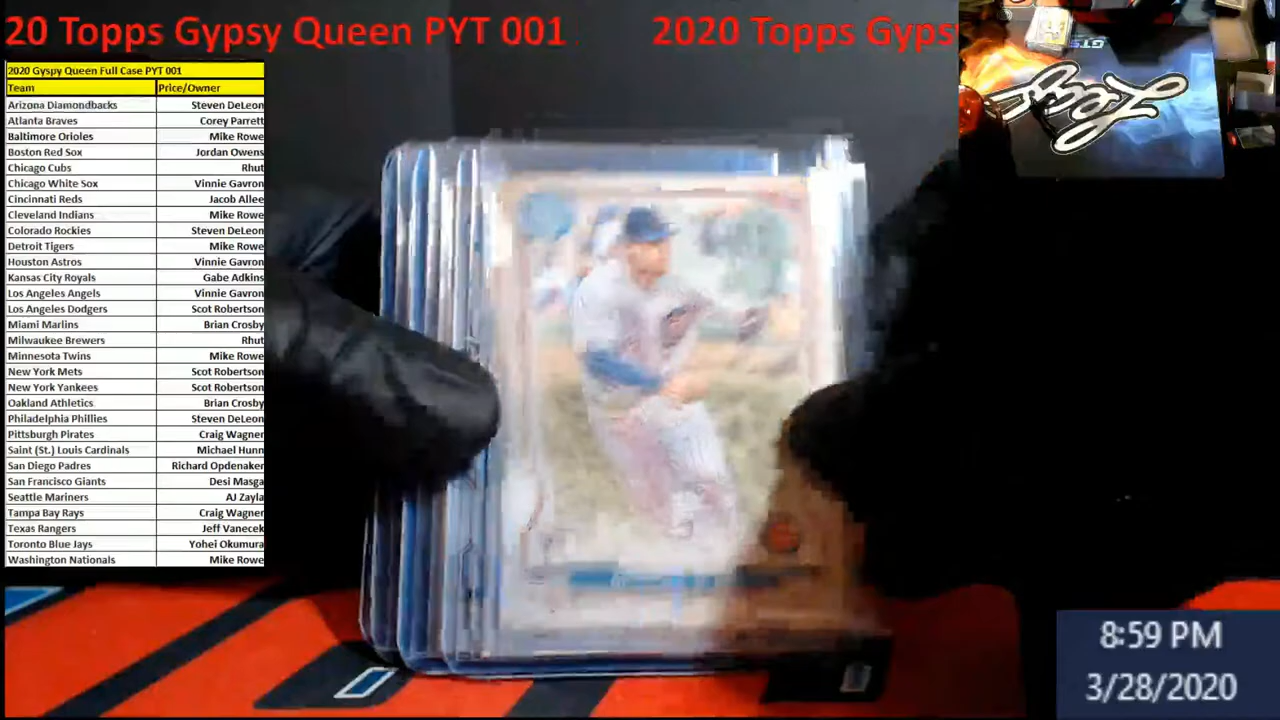 20 Topps Gypsy Queen PYT 001 2020 Topps Gyps
2020 Gyspy Queen Full Case PYT 001
Team Price/Owner
Arizona Diamondbacks Steven DeLeon
Atlanta Braves Corey Parrett
Baltimore Orioles Mike Rowe
Boston Red Sox Jordan Owens
Chicago Cubs Rhut
Chicago White Sox Vinnie Gavron
Cincinnati Reds Jacob Allee
Cleveland Indians Mike Rowe
Colorado Rockies Steven DeLeon
Detroit Tigers Mike Rowe
Houston Astros Vinnie Gavron
Kansas City Royals Gabe Adkins
Los Angeles Angels Vinnie Gavron
Los Angeles Dodgers Scot Robertson
Miami Marlins Brian Crosby
Milwaukee Brewers Rhut
Minnesota Twins Mike Rowe
New York Mets Scot Robertson
New York Yankees Scot Robertson
Oakland Athletics Brian Crosby
Philadelphia Phillies Steven DeLeon
Pittsburgh Pirates Craig Wagner
Saint (St.) Louis Cardinals Michael Hunn
San Diego Padres Richard Opdenaker
San Francisco Giants Desi Masga
Seattle Mariners AJ Zayla
Tampa Bay Rays Craig Wagner
Texas Rangers Jeff Vanecek
Toronto Blue Jays Yohei Okumura
Washington Nationals Mike Rowe
8:59 PM
3/28/2020